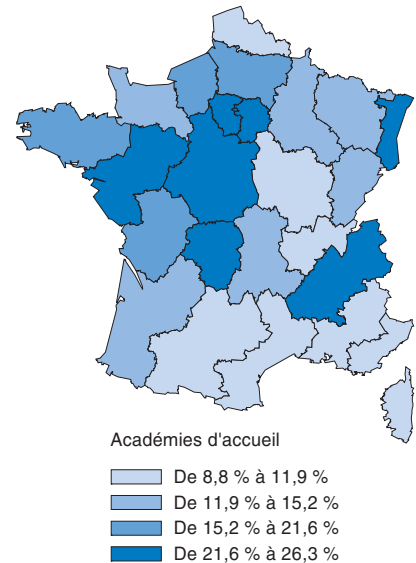 Académies d'accueil
De 8,8 % à 11,9 %
De 11,9 % à 15,2 %
De 15,2 % à 21,6 %
De 21,6 % à 26,3 %